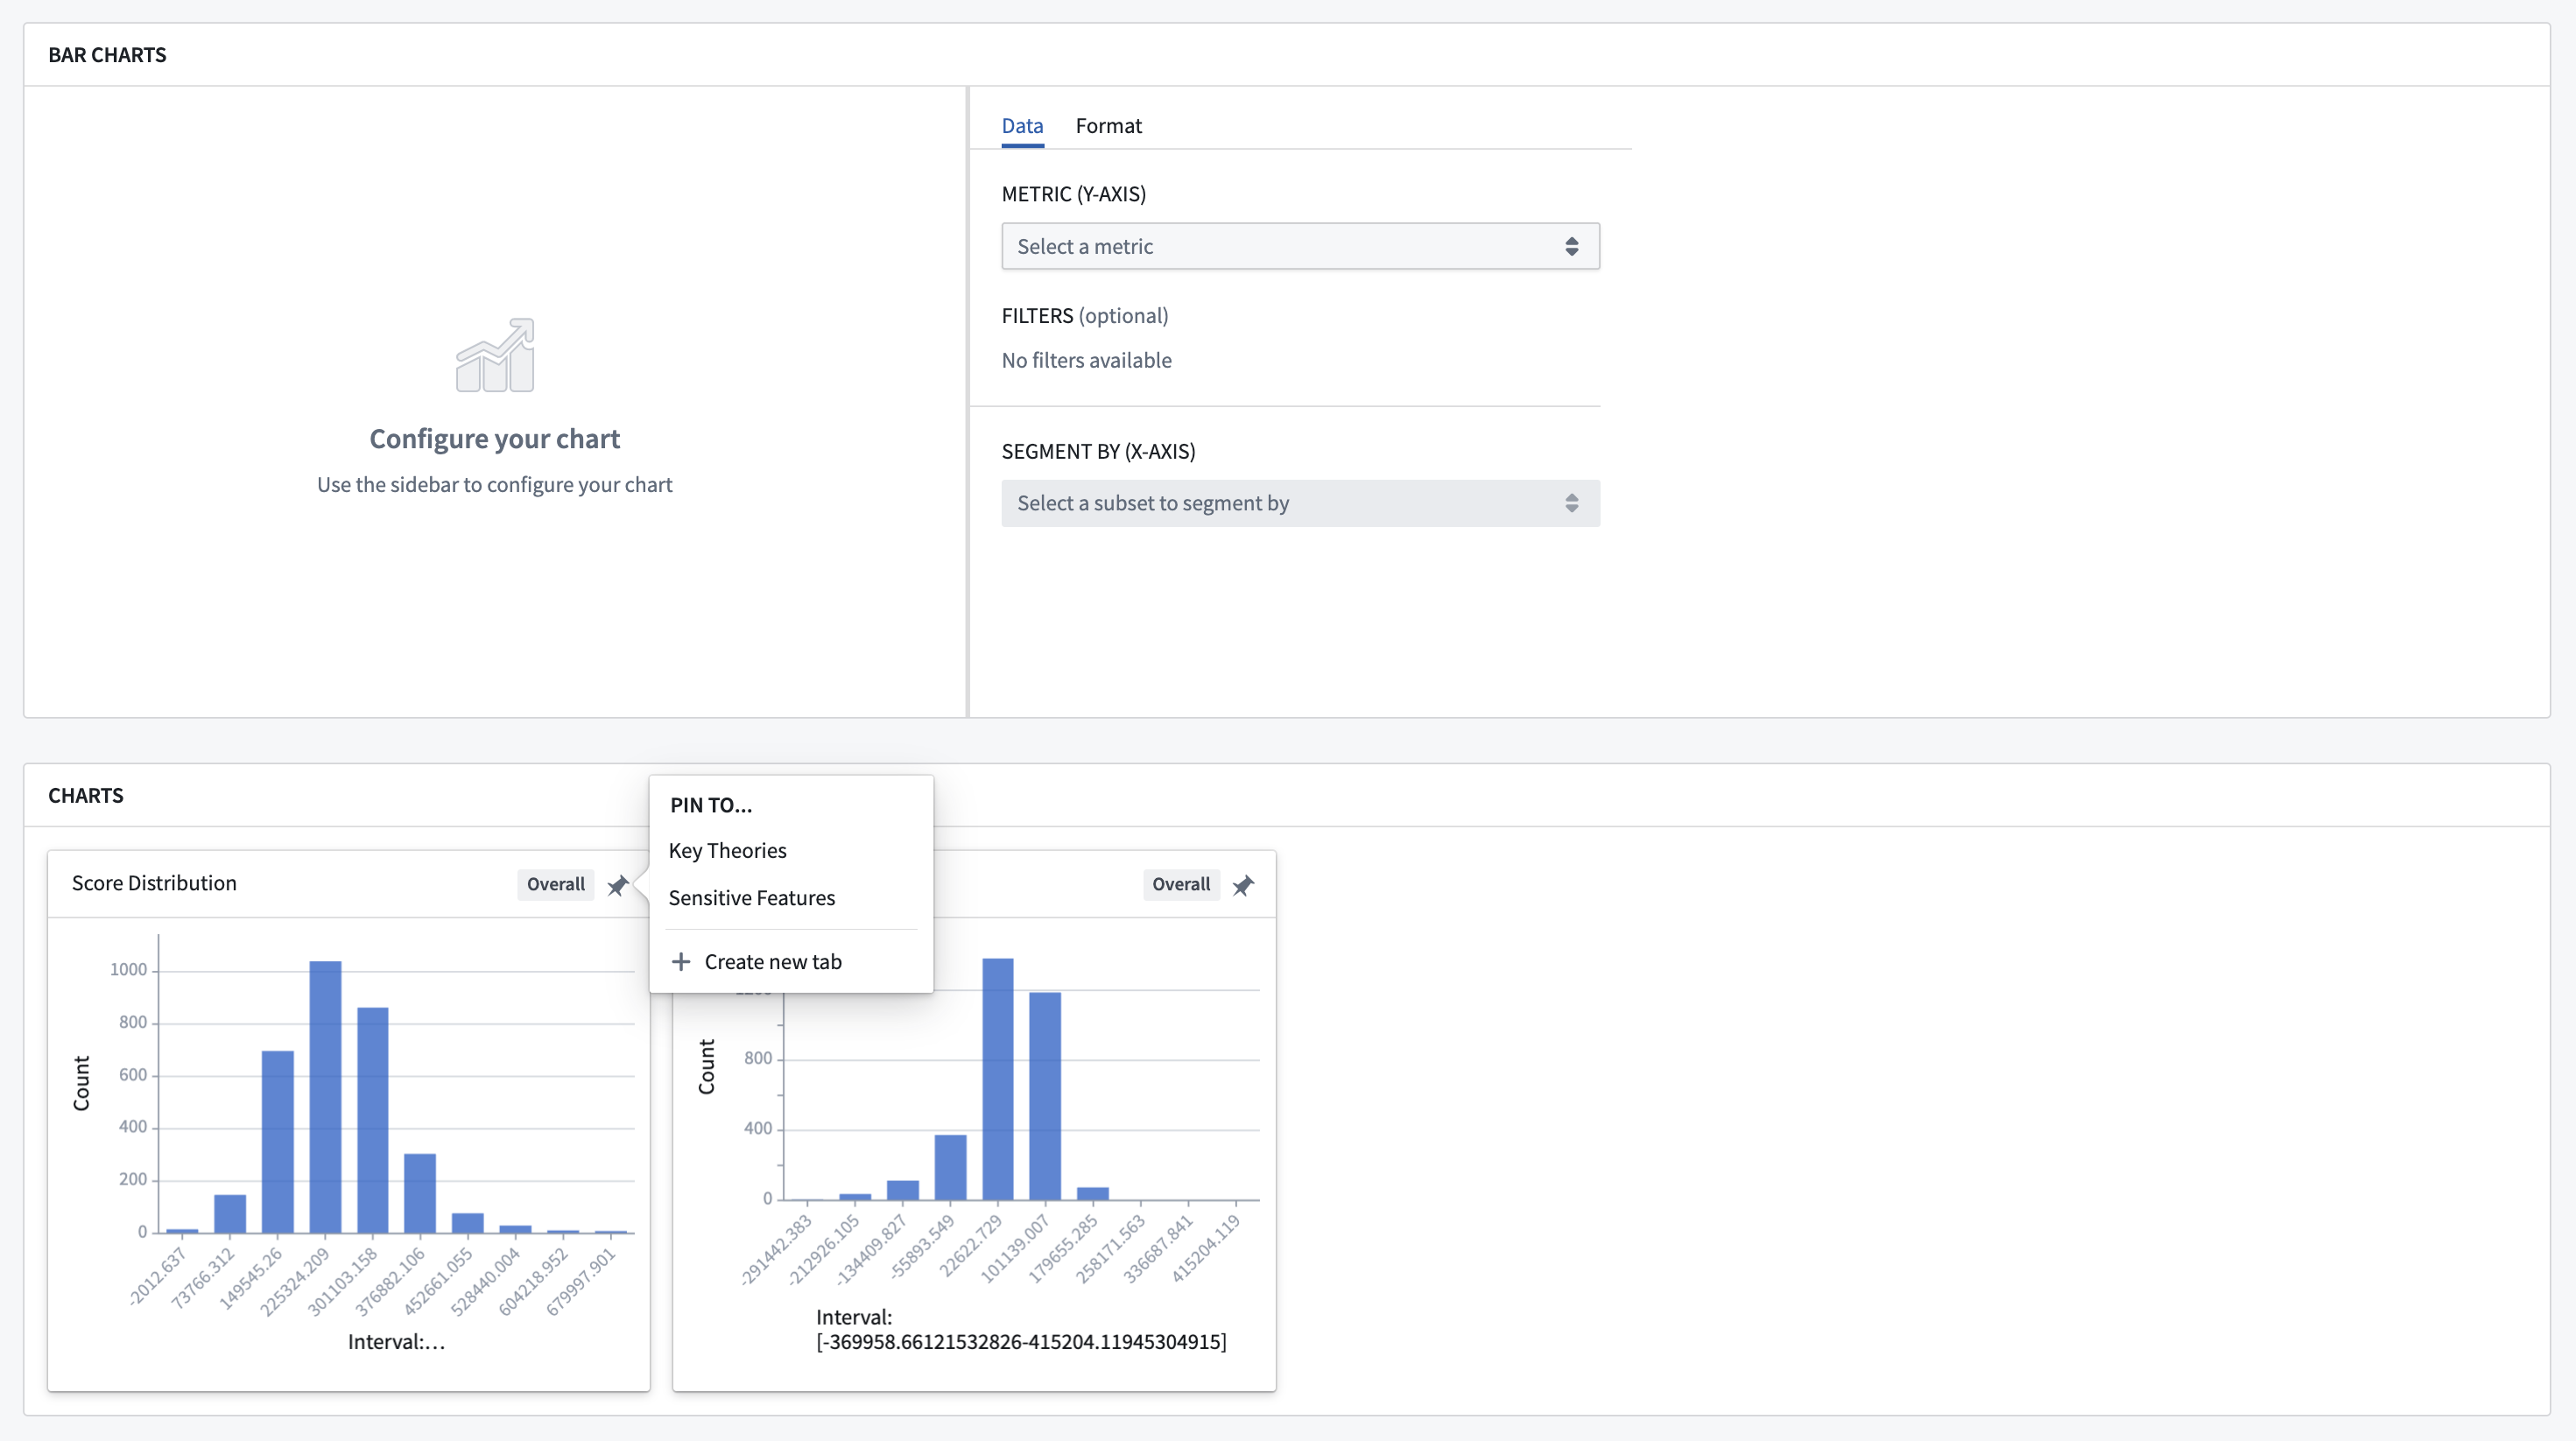 BAR CHARTS
Data Format
METRIC (Y-AXIS)
Select a metric
FILTERS (optional)
No filters available
Configure your chart
Use the sidebar to configure your chart
SEGMENT BY (X-AXIS)
Select a subset to segment by
CHARTS
PIN TO...
Key Theories
Sensitive Features
Create new tab
Score Distribution Overall
Count
1000
800
600
400
200
0
-2012.637
73766.312
149545.26
225324.209
301103.158
376882.106
452661.055
528440.004
604218.952
679997.901
Interval:...
Overall
Count
800
400
0
-291442.383
-212926.105
-134409.827
-55893.549
22622.729
101139.007
179655.285
258171.563
336687.841
415204.119
Interval:
[-369958.66121532826-415204.11945304915]